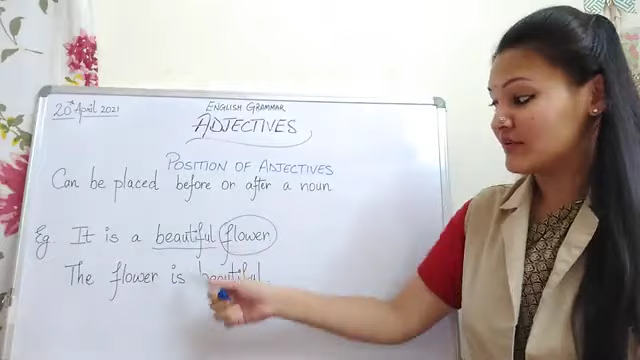 20th April 2021
ENGLISH GRAMMAR
ADJECTIVES
POSITION OF ADJECTIVES
Can be placed before or after a noun
Eg. It is a beautiful flower
The flower is beautiful.